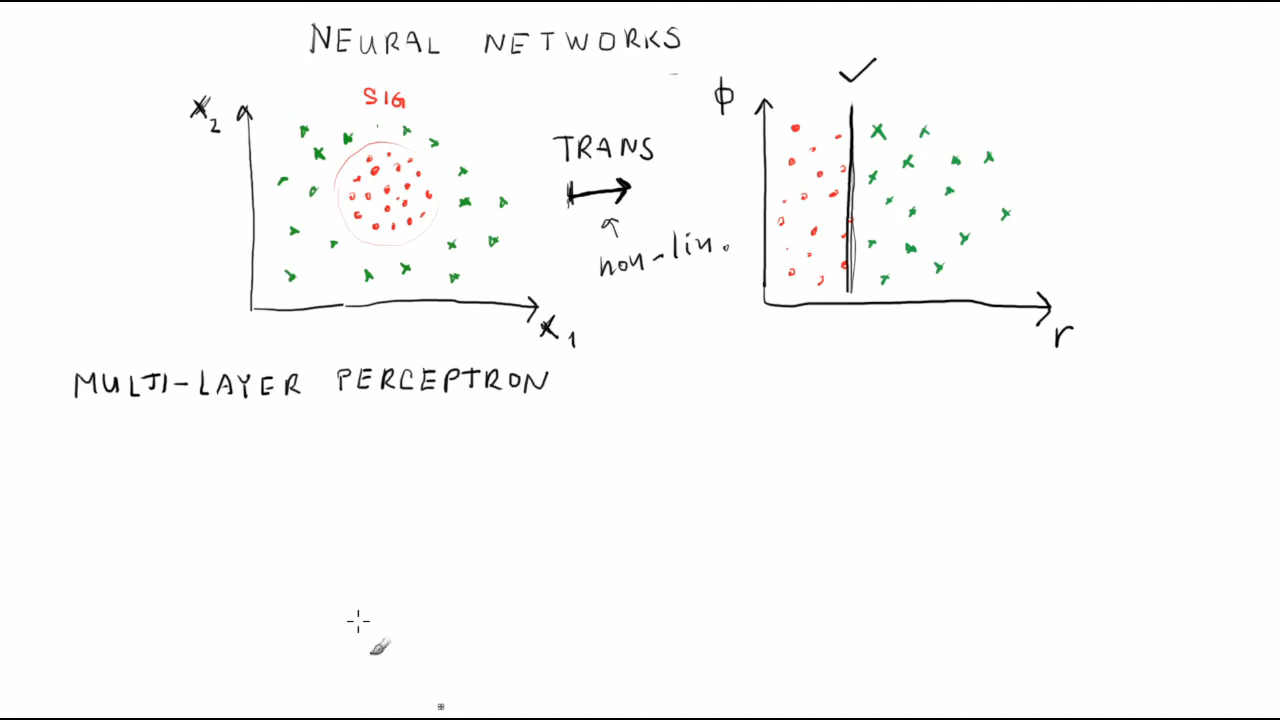 NEURAL NETWORKS
SIG
x₂
x₁
TRANS
non-lin.
ϕ
r
MULTI-LAYER PERCEPTRON